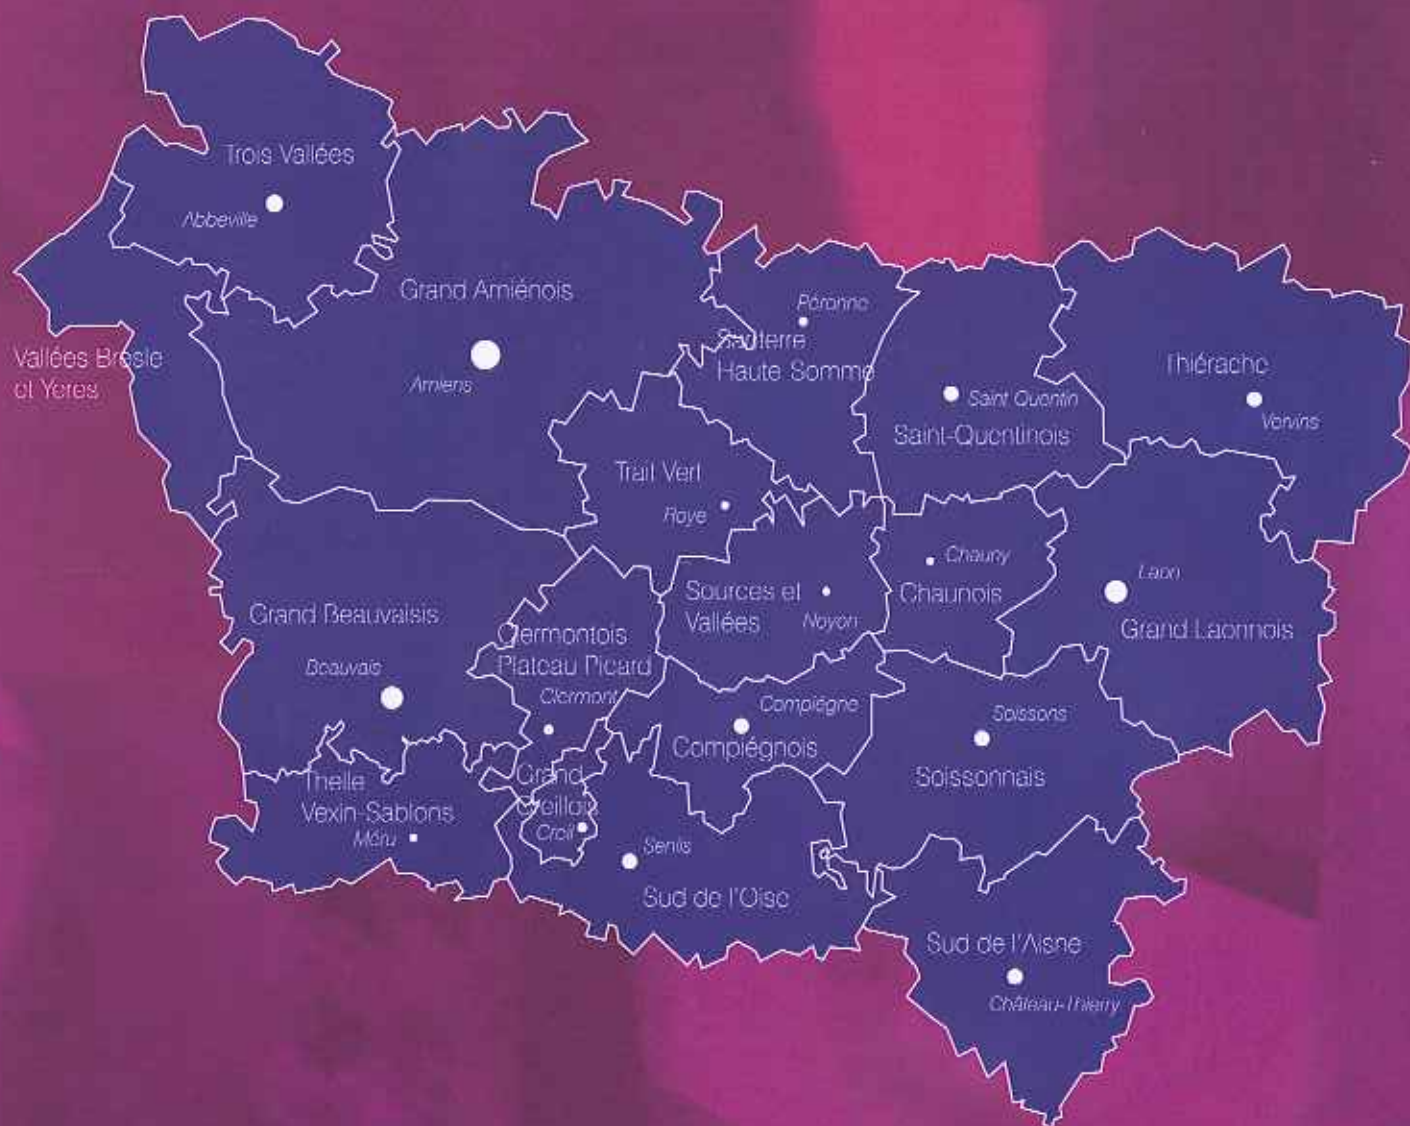 Trois Vallées
Abbeville
Grand Amiénois
Amiens
Péronne
Santerre
Haute Somme
Vallées Bresle
et Yeres
Thiérache
Vervins
Saint Quentin
Saint-Quentinois
Trait Vert
Roye
Chauny
Chaunois
Laon
Grand Laonnois
Sources et
Vallées
Noyon
Grand Beauvaisis
Beauvais
Clermontois
Plateau Picard
Clermont
Compiègne
Compiégnois
Soissons
Soissonnais
Thelle
Vexin-Sablons
Méru
Grand
Creillois
Creil
Senlis
Sud de l'Oise
Sud de l'Aisne
Château-Thierry